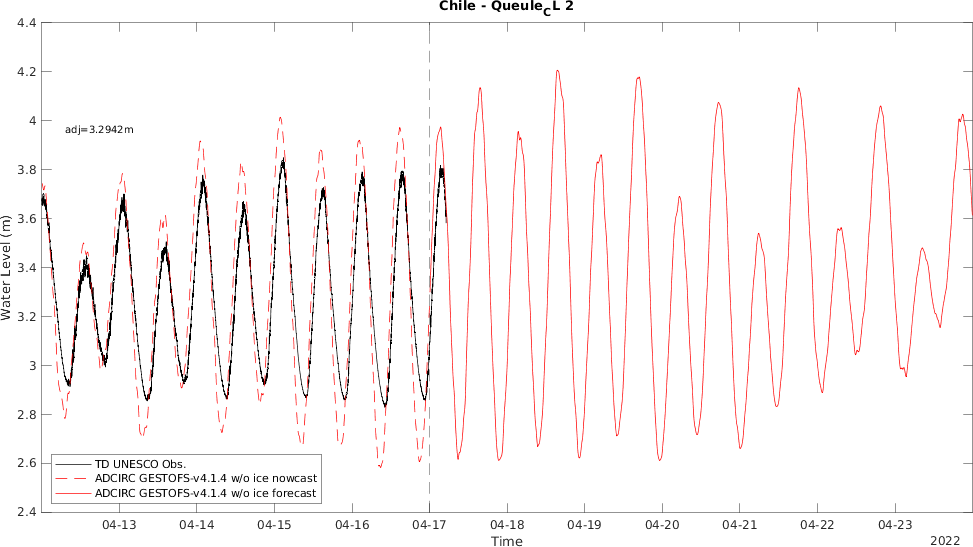 Chile - Queule_CL 2
4.4
4.2
4
3.8
3.6
3.4
3.2
3
2.8
2.6
2.4
Water Level (m)
adj=3.2942m
TD UNESCO Obs.
ADCIRC GESTOFS-v4.1.4 w/o ice nowcast
ADCIRC GESTOFS-v4.1.4 w/o ice forecast
04-13 04-14 04-15 04-16 04-17 04-18 04-19 04-20 04-21 04-22 04-23
Time
2022